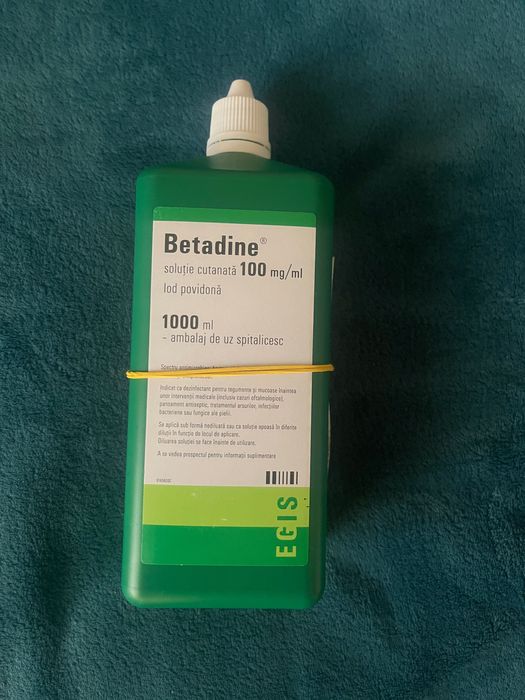 Betadine®
soluție cutanată 100 mg/ml
Iod povidonă
1000 ml
- ambalaj de uz spitalicesc
Spectru antimicrobian
Indicat ca dezinfectant pentru tegumente și mucoase înaintea
unor intervenții medicale (inclusiv cazuri oftalmologice),
pansament antiseptic, tratamentul arsurilor, infecțiilor
bacteriene sau fungice ale pielii.
Se aplică sub formă nediluată sau ca soluție apoasă în diferite
diluții în funcție de locul de aplicare.
Diluarea soluției se face înainte de utilizare.
A se vedea prospectul pentru informații suplimentare
EGIS